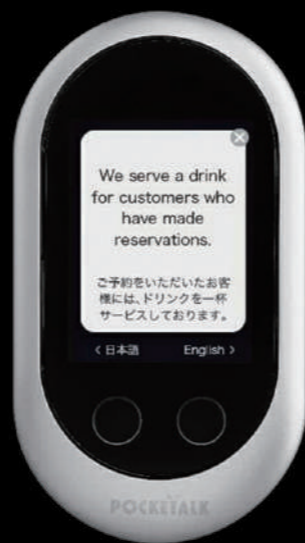 We serve a drink
for customers who
have made
reservations.
ご予約をいただいたお客
様には、ドリンクを一杯
サービスしております。
< 日本語 English >
POCKETALK